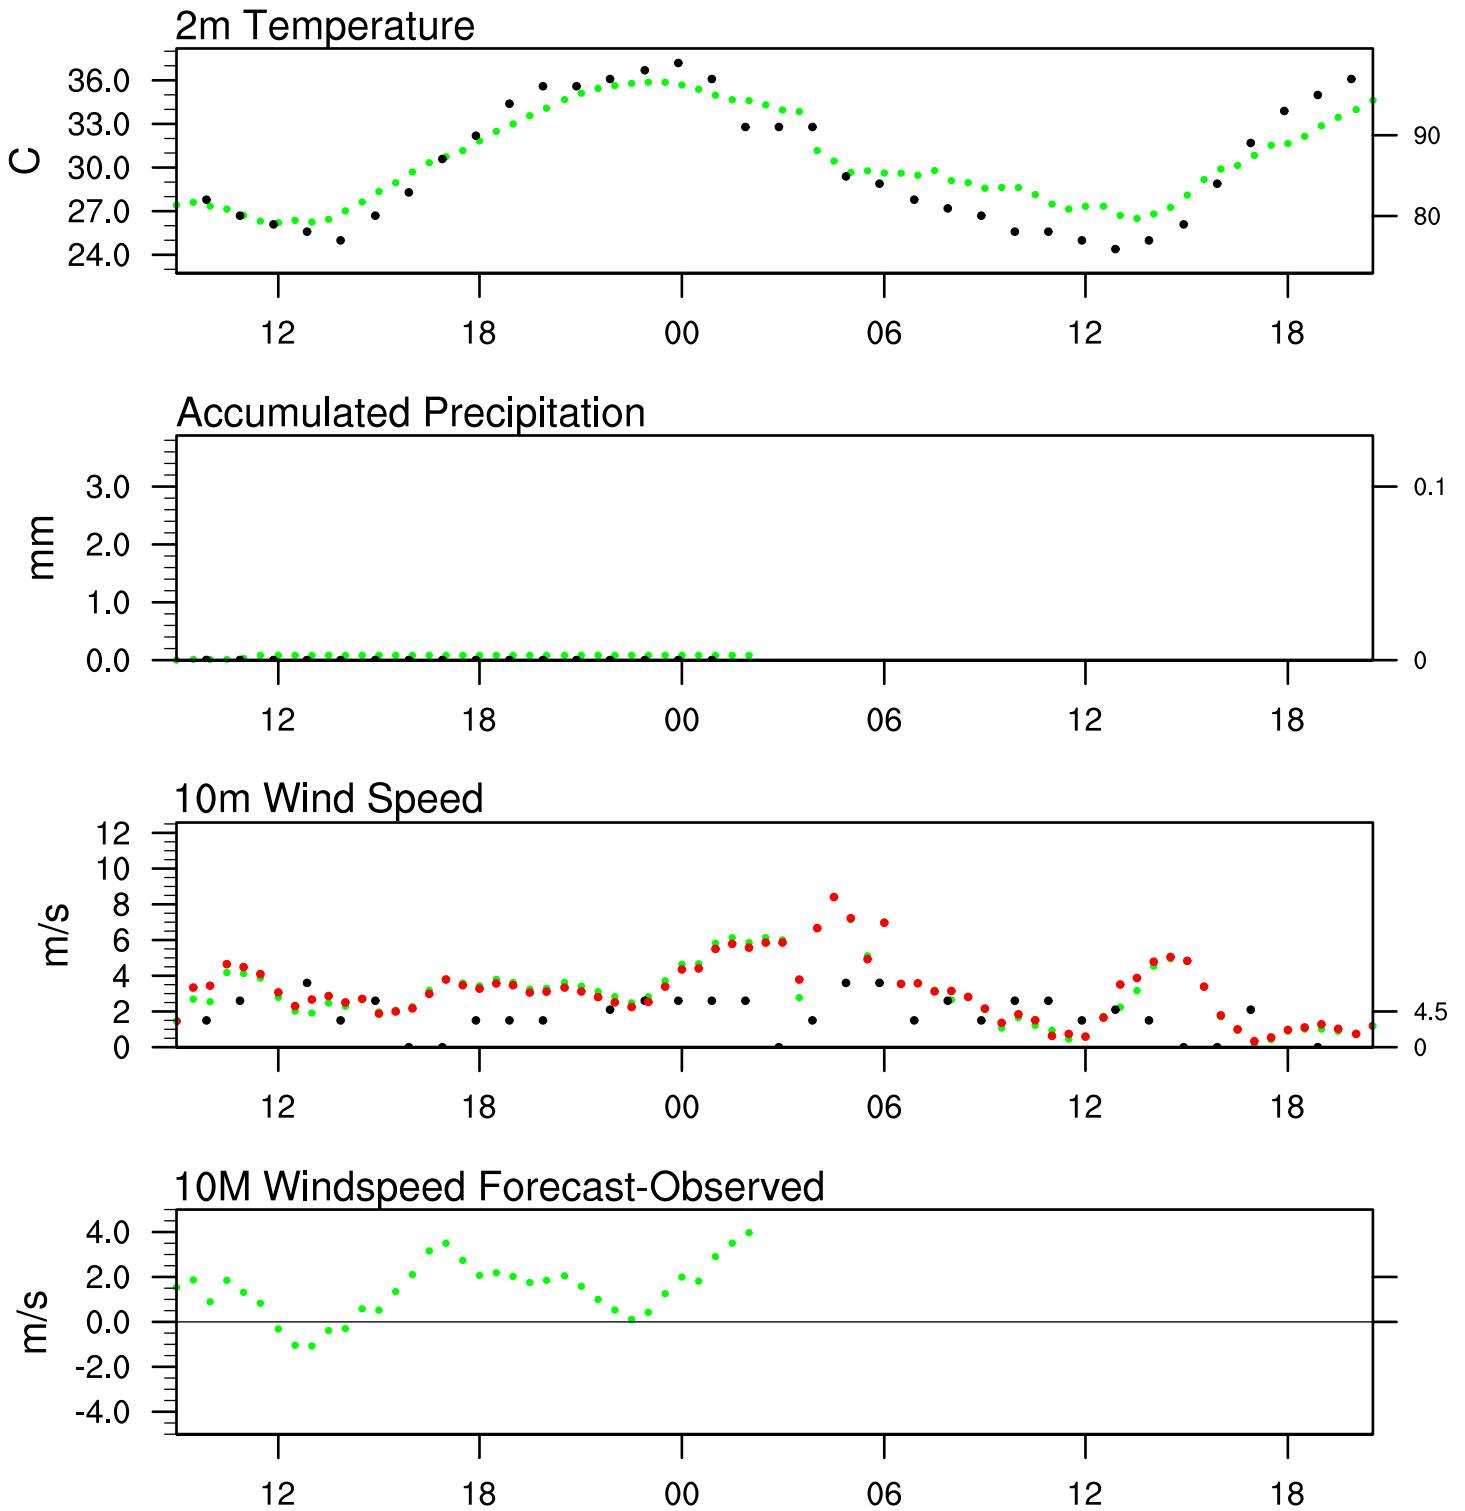 2m Temperature
36.0
33.0
90
C
30.0
27.0
80
24.0
12 18 00 06 12 18
Accumulated Precipitation
3.0
0.1
mm
2.0
1.0
0.0
0
12 18 00 06 12 18
10m Wind Speed
12
10
m/s
8
6
4
2
4.5
0
0
12 18 00 06 12 18
10M Windspeed Forecast-Observed
4.0
2.0
m/s
0.0
-2.0
-4.0
12 18 00 06 12 18